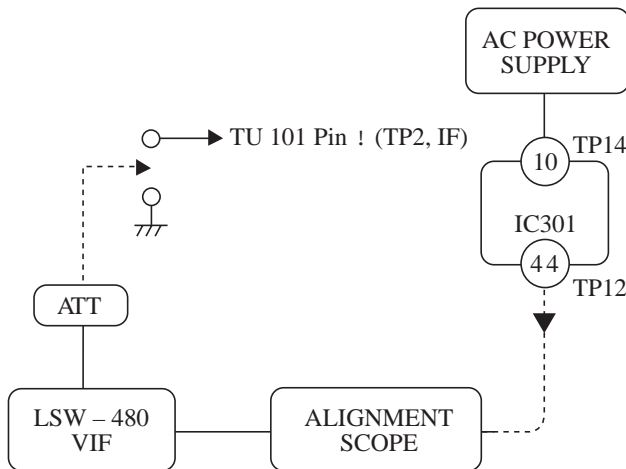 AC POWER
SUPPLY
TU 101 Pin ! (TP2, IF)
TP14
10
IC301
44
TP12
ATT
LSW – 480
VIF
ALIGNMENT
SCOPE